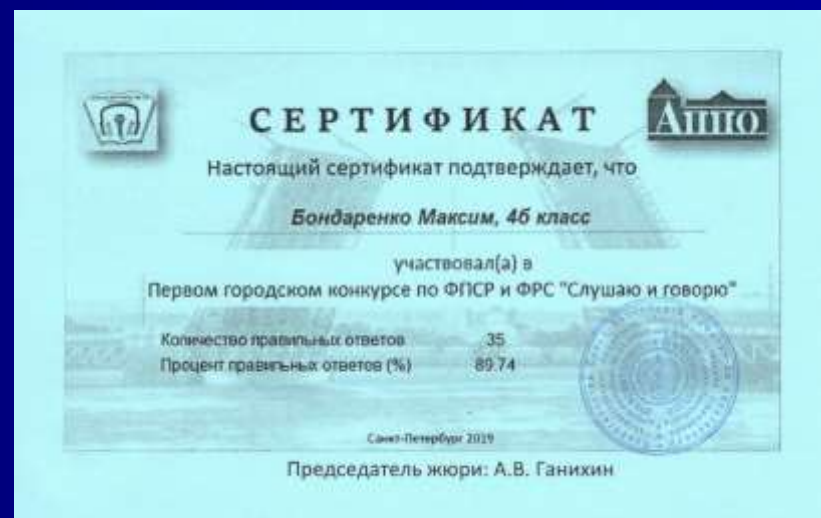 СЕРТИФИКАТ
АППО
Настоящий сертификат подтверждает, что
Бондаренко Максим, 4б класс
участвовал(а) в
Первом городском конкурсе по ФПСР и ФРС "Слушаю и говорю"
Количество правильных ответов 35
Процент правильных ответов (%) 89.74
Санкт-Петербург 2019
Председатель жюри: А.В. Ганихин